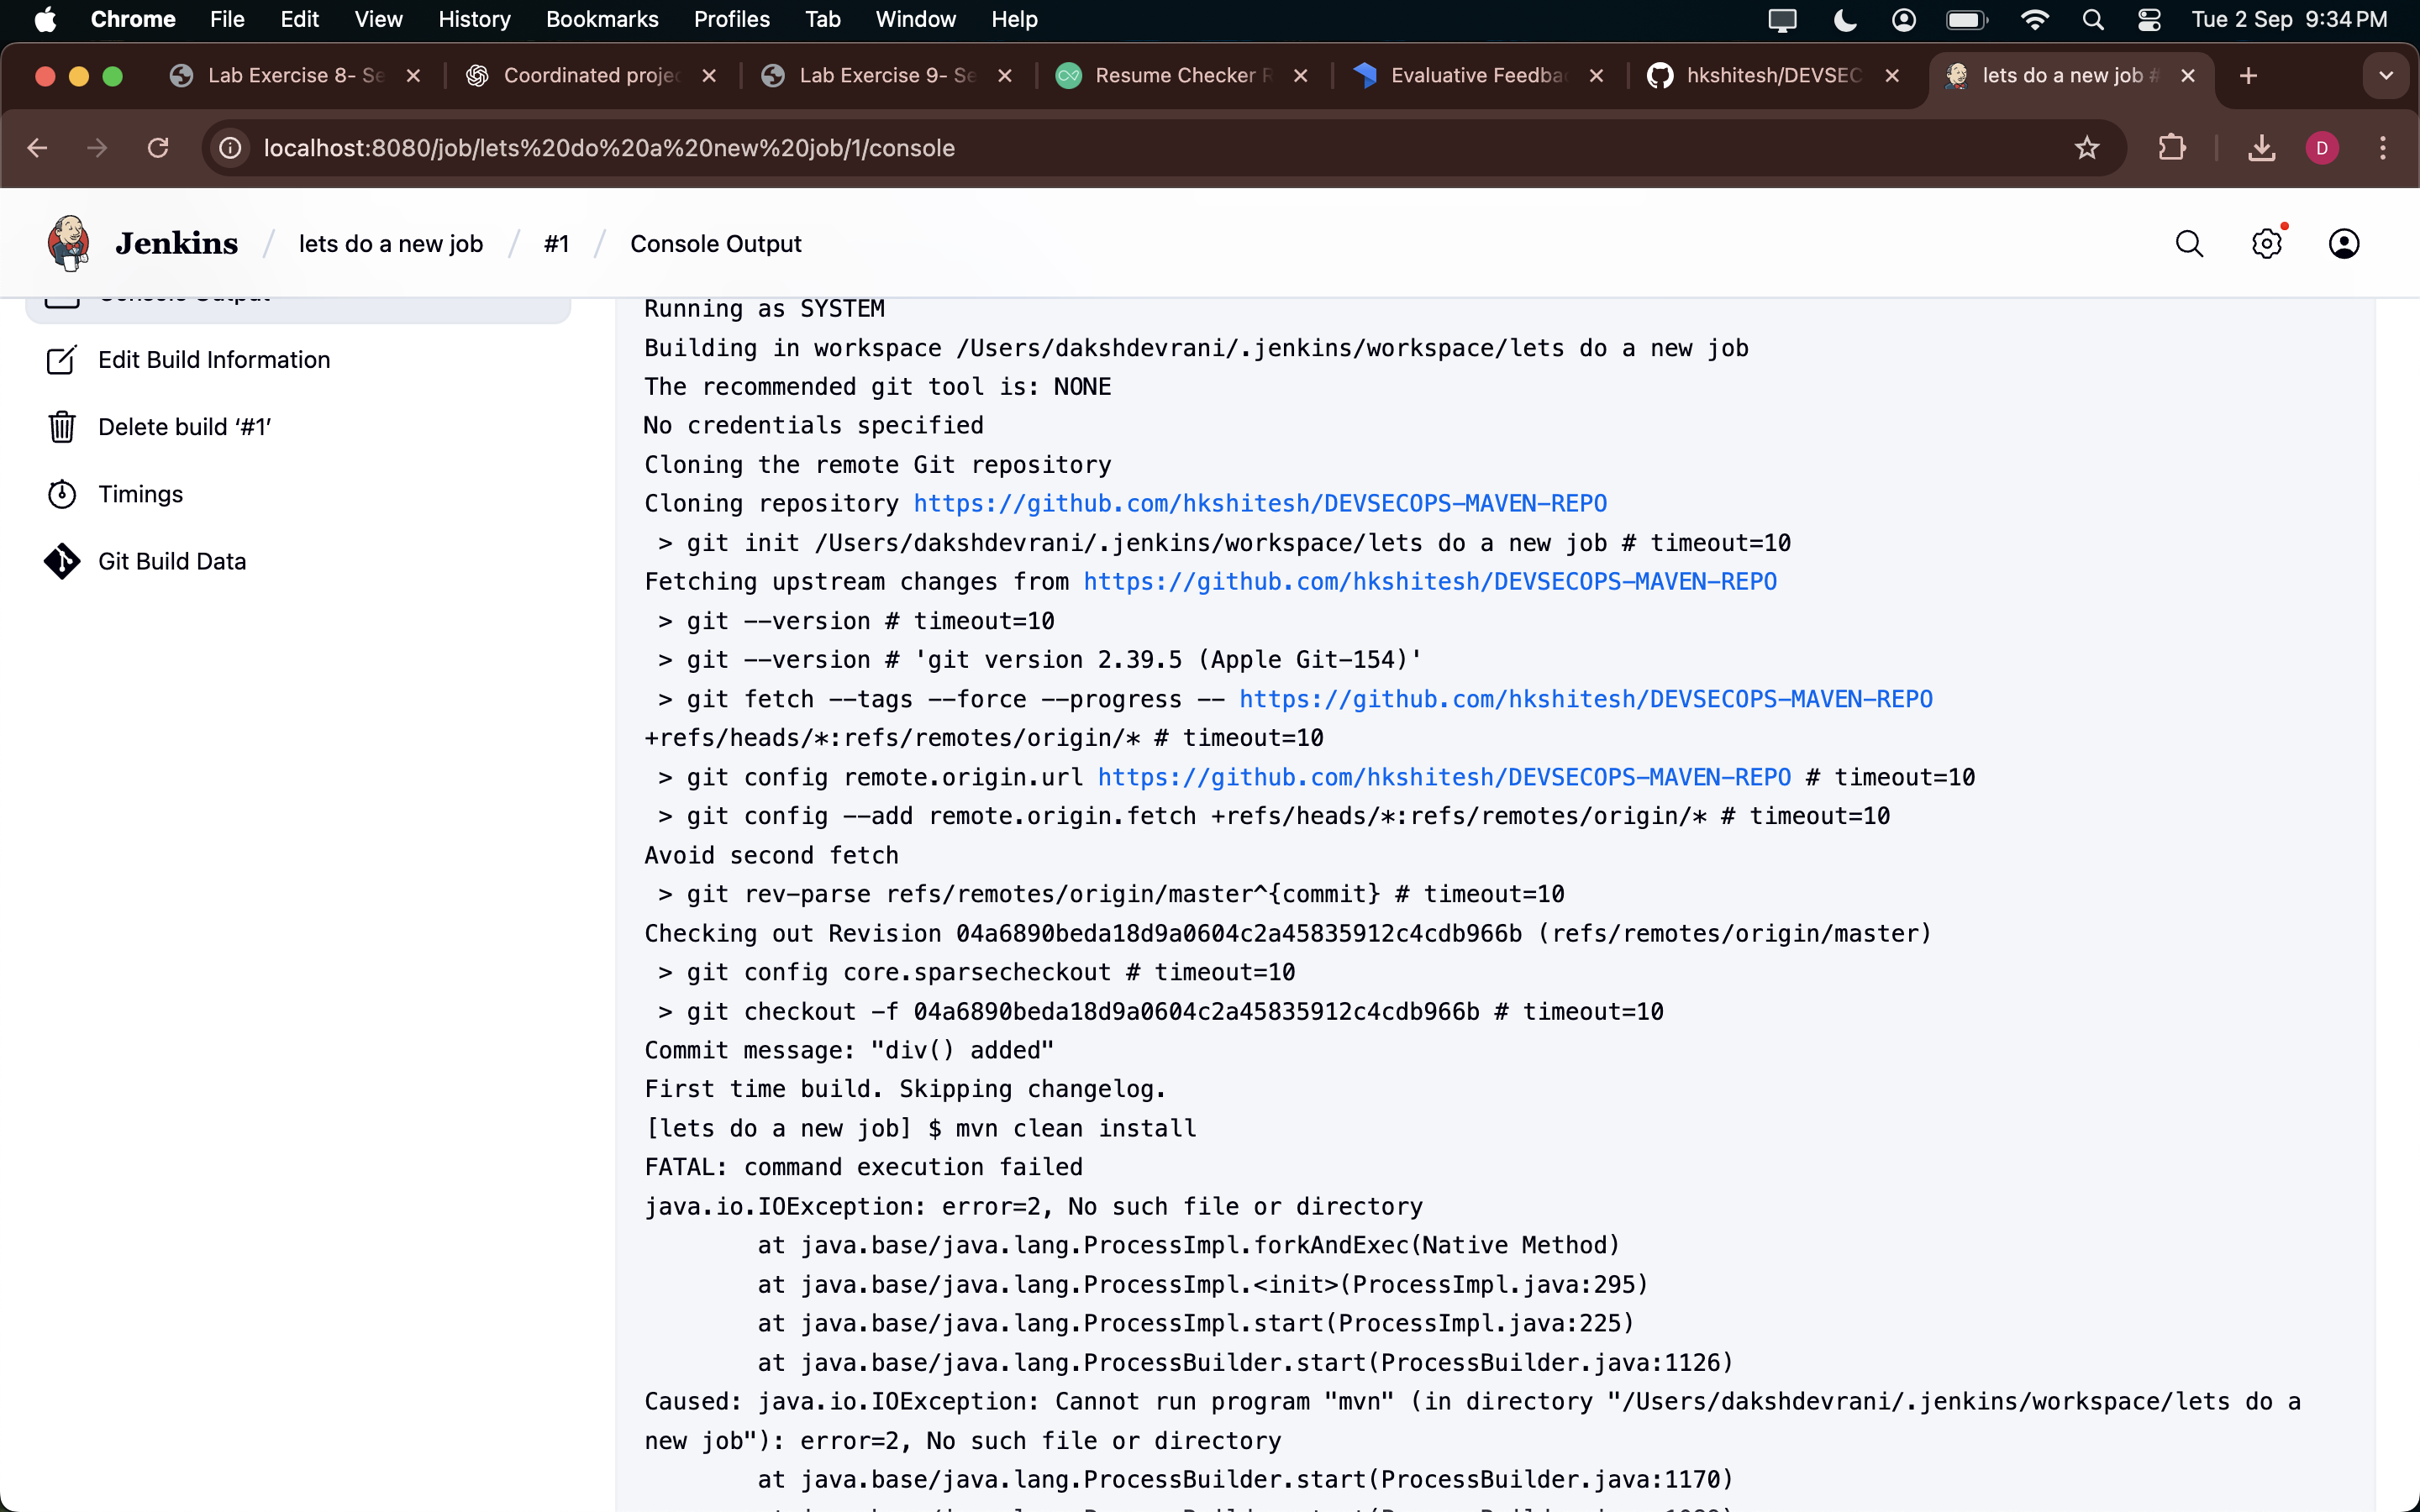 Chrome File Edit View History Bookmarks Profiles Tab Window Help Tue 2 Sep 9:34 PM
Lab Exercise 8- Se Coordinated projec Lab Exercise 9- Se Resume Checker R Evaluative Feedba hkshitesh/DEVSEC lets do a new job #
localhost:8080/job/lets%20do%20a%20new%20job/1/console D
Jenkins / lets do a new job / #1 / Console Output
Console Output
Edit Build Information
Delete build ‘#1’
Timings
Git Build Data
Running as SYSTEM
Building in workspace /Users/dakshdevrani/.jenkins/workspace/lets do a new job
The recommended git tool is: NONE
No credentials specified
Cloning the remote Git repository
Cloning repository https://github.com/hkshitesh/DEVSECOPS-MAVEN-REPO
 > git init /Users/dakshdevrani/.jenkins/workspace/lets do a new job # timeout=10
Fetching upstream changes from https://github.com/hkshitesh/DEVSECOPS-MAVEN-REPO
 > git --version # timeout=10
 > git --version # 'git version 2.39.5 (Apple Git-154)'
 > git fetch --tags --force --progress -- https://github.com/hkshitesh/DEVSECOPS-MAVEN-REPO
+refs/heads/*:refs/remotes/origin/* # timeout=10
 > git config remote.origin.url https://github.com/hkshitesh/DEVSECOPS-MAVEN-REPO # timeout=10
 > git config --add remote.origin.fetch +refs/heads/*:refs/remotes/origin/* # timeout=10
Avoid second fetch
 > git rev-parse refs/remotes/origin/master^{commit} # timeout=10
Checking out Revision 04a6890beda18d9a0604c2a45835912c4cdb966b (refs/remotes/origin/master)
 > git config core.sparsecheckout # timeout=10
 > git checkout -f 04a6890beda18d9a0604c2a45835912c4cdb966b # timeout=10
Commit message: "div() added"
First time build. Skipping changelog.
[lets do a new job] $ mvn clean install
FATAL: command execution failed
java.io.IOException: error=2, No such file or directory
	at java.base/java.lang.ProcessImpl.forkAndExec(Native Method)
	at java.base/java.lang.ProcessImpl.<init>(ProcessImpl.java:295)
	at java.base/java.lang.ProcessImpl.start(ProcessImpl.java:225)
	at java.base/java.lang.ProcessBuilder.start(ProcessBuilder.java:1126)
Caused: java.io.IOException: Cannot run program "mvn" (in directory "/Users/dakshdevrani/.jenkins/workspace/lets do a
new job"): error=2, No such file or directory
	at java.base/java.lang.ProcessBuilder.start(ProcessBuilder.java:1170)